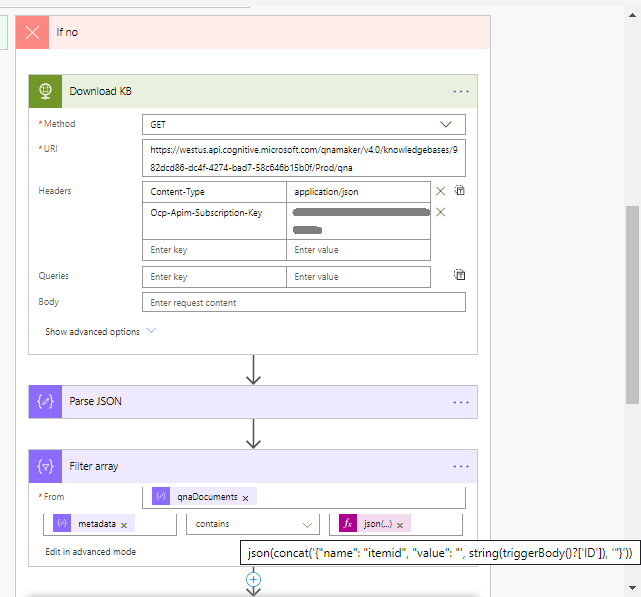 If no
Download KB
* Method
GET
* URI
https://westus.api.cognitive.microsoft.com/qnamaker/v4.0/knowledgebases/9
82dcd86-dc4f-4274-bad7-58c646b15b0f/Prod/qna
Headers
Content-Type application/json
Ocp-Apim-Subscription-Key
Enter key Enter value
Queries
Enter key Enter value
Body
Enter request content
Show advanced options
Parse JSON
Filter array
* From
qnaDocuments x
metadata x contains fx json(...) x
Edit in advanced mode
json(concat('{"name": "itemid", "value": "', string(triggerBody()?['ID']), '"}'))